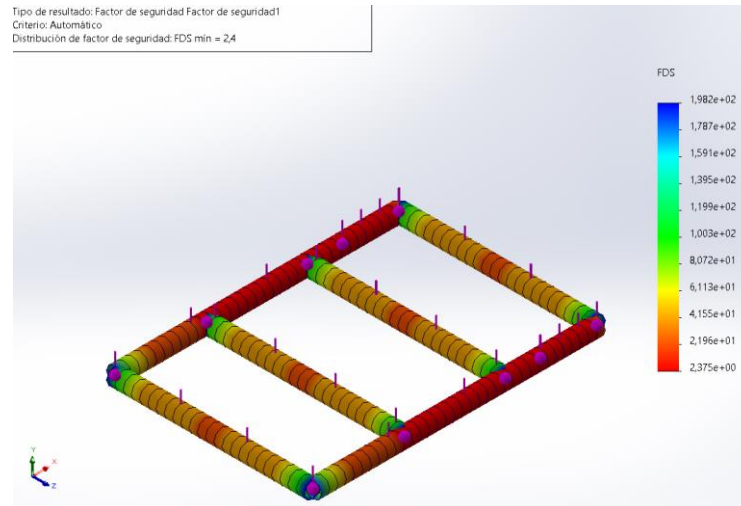 Tipo de resultado: Factor de seguridad Factor de seguridad1
Criterio: Automático
Distribución de factor de seguridad: FDS mín = 2,4
FDS
1,982e+02
1,787e+02
1,591e+02
1,395e+02
1,199e+02
1,003e+02
8,072e+01
6,113e+01
4,155e+01
2,196e+01
2,375e+00
Y
X
Z